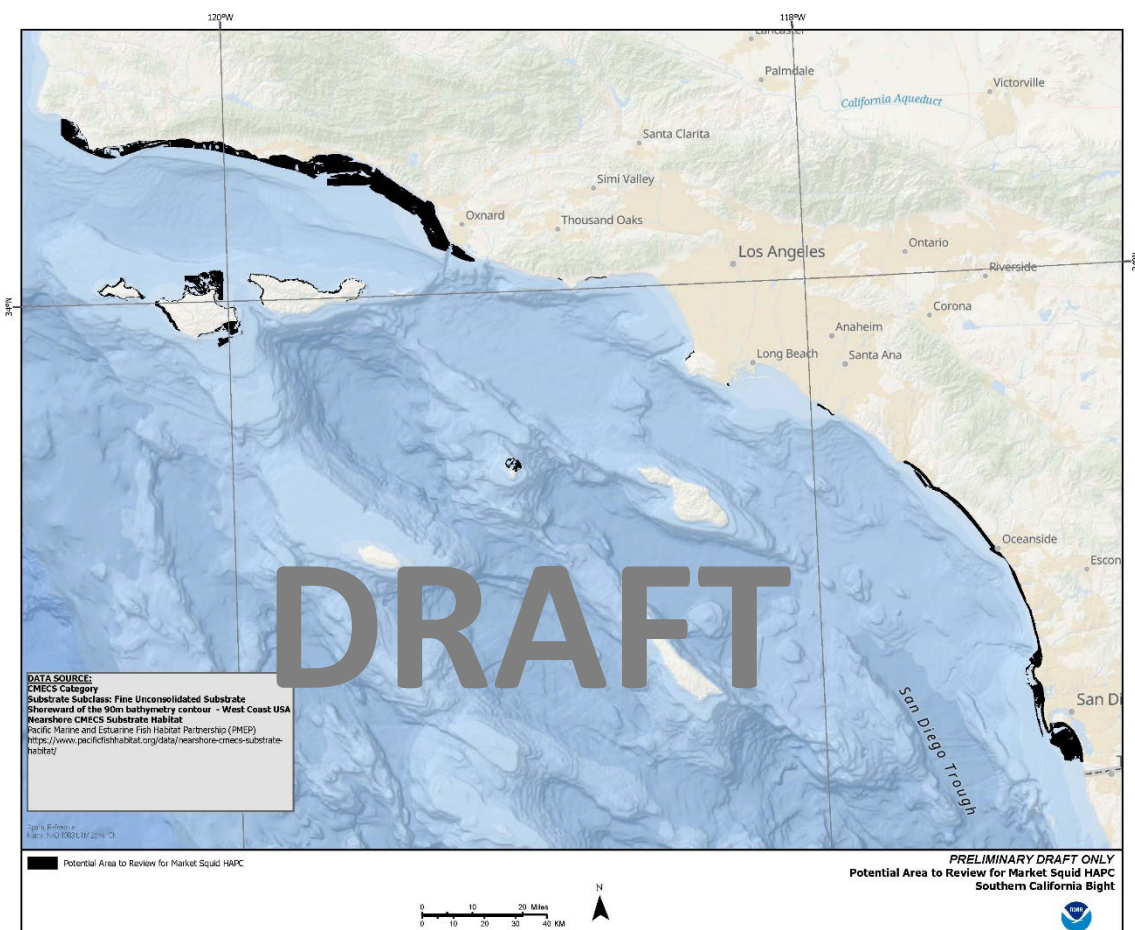 120°W
118°W
Lancaster
Palmdale
Victorville
California Aqueduct
Santa Clarita
Simi Valley
Oxnard
Thousand Oaks
Los Angeles
Ontario
Riverside
34°N
Corona
Anaheim
Long Beach
Santa Ana
Oceanside
Escon
DRAFT
San Di
San Diego Trough
DATA SOURCE:
CMECS Category
Substrate Subclass: Fine Unconsolidated Substrate
Shoreward of the 90m bathymetry contour - West Coast USA
Nearshore CMECS Substrate Habitat
Pacific Marine and Estuarine Fish Habitat Partnership (PMEP)
https://www.pacificfishhabitat.org/data/nearshore-cmecs-substrate-
habitat/
Potential Area to Review for Market Squid HAPC
PRELIMINARY DRAFT ONLY
Potential Area to Review for Market Squid HAPC
Southern California Bight
N
0 10 20 Miles
0 10 20 30 40 KM
NOAA